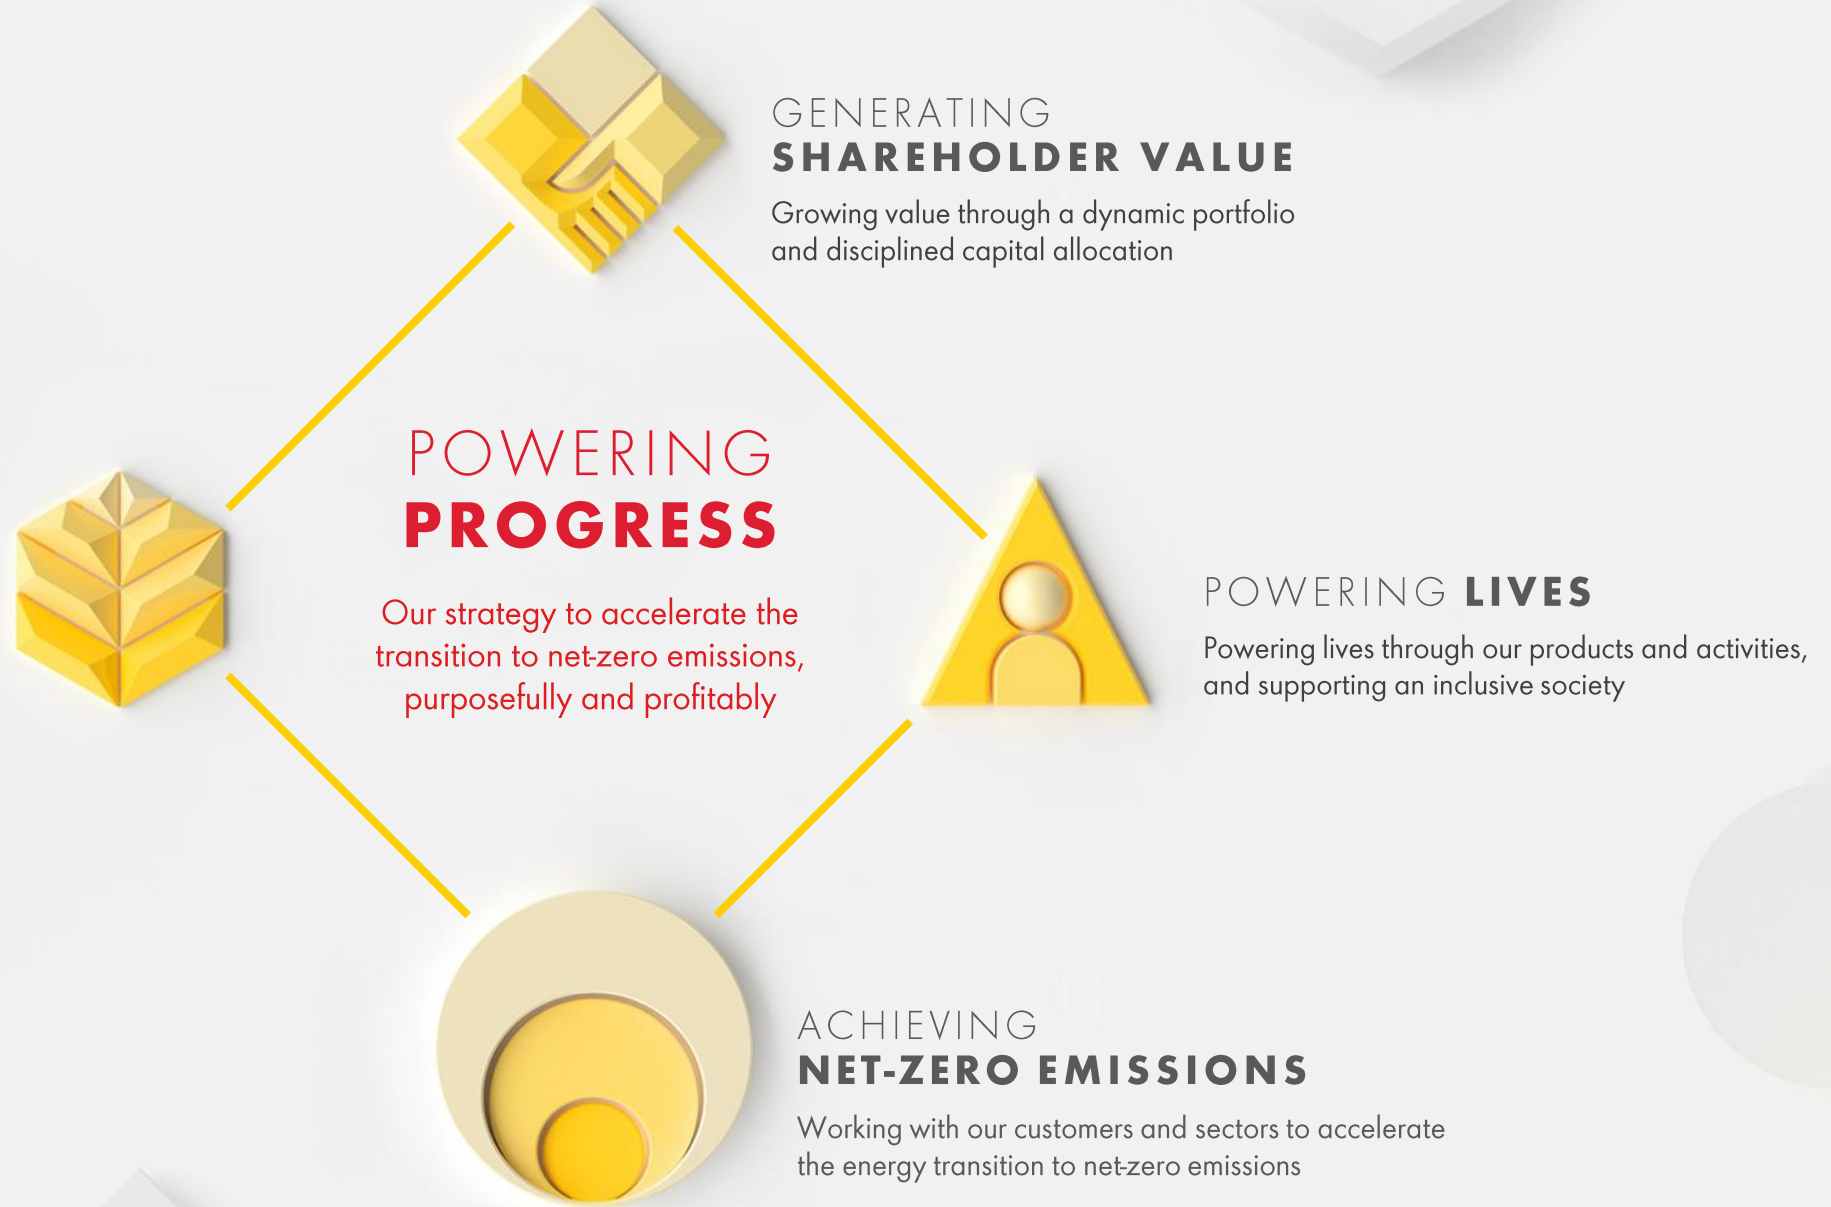 GENERATING
SHAREHOLDER VALUE
Growing value through a dynamic portfolio
and disciplined capital allocation
POWERING
PROGRESS
Our strategy to accelerate the
transition to net-zero emissions,
purposefully and profitably
POWERING LIVES
Powering lives through our products and activities,
and supporting an inclusive society
ACHIEVING
NET-ZERO EMISSIONS
Working with our customers and sectors to accelerate
the energy transition to net-zero emissions